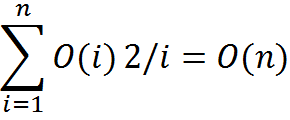 n
∑ O(i) 2/i = O(n)
i=1